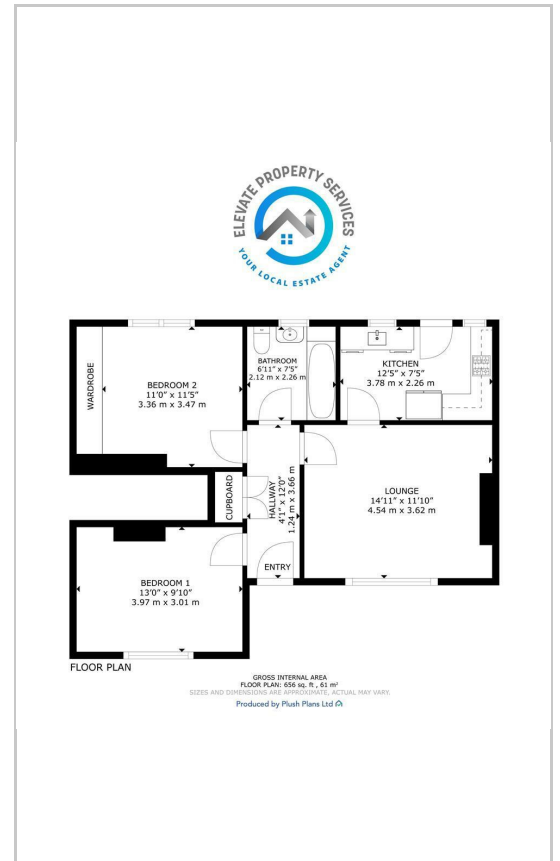 ELEVATE PROPERTY SERVICES
YOUR LOCAL ESTATE AGENT
WARDROBE
BEDROOM 2
11'0" x 11'5"
3.36 m x 3.47 m
BATHROOM
6'11" x 7'5"
2.12 m x 2.26 m
KITCHEN
12'5" x 7'5"
3.78 m x 2.26 m
CUPBOARD
HALLWAY
4'1" x 12'0"
1.24 m x 3.66 m
LOUNGE
14'11" x 11'10"
4.54 m x 3.62 m
ENTRY
BEDROOM 1
13'0" x 9'10"
3.97 m x 3.01 m
FLOOR PLAN
GROSS INTERNAL AREA
FLOOR PLAN: 656 sq. ft , 61 m²
SIZES AND DIMENSIONS ARE APPROXIMATE, ACTUAL MAY VARY.
Produced by Plush Plans Ltd